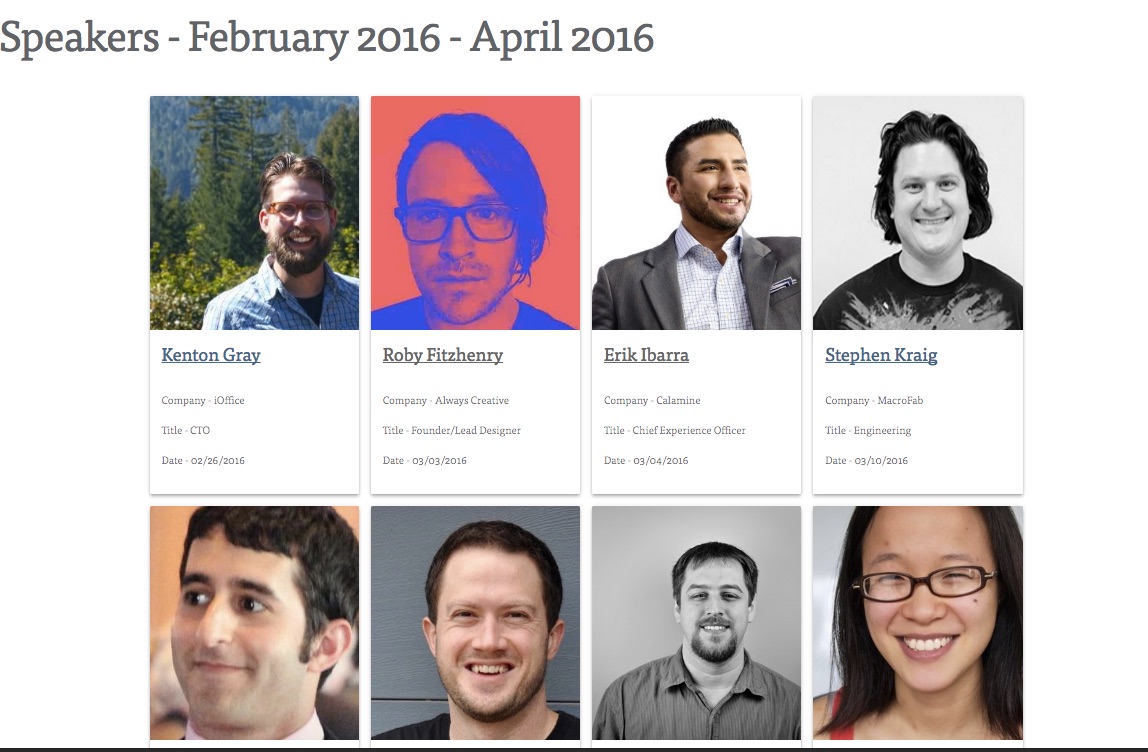 Speakers - February 2016 - April 2016
Kenton Gray
Company - iOffice
Title - CTO
Date - 02/26/2016
Roby Fitzhenry
Company - Always Creative
Title - Founder/Lead Designer
Date - 03/03/2016
Erik Ibarra
Company - Calamine
Title - Chief Experience Officer
Date - 03/04/2016
Stephen Kraig
Company - MacroFab
Title - Engineering
Date - 03/10/2016